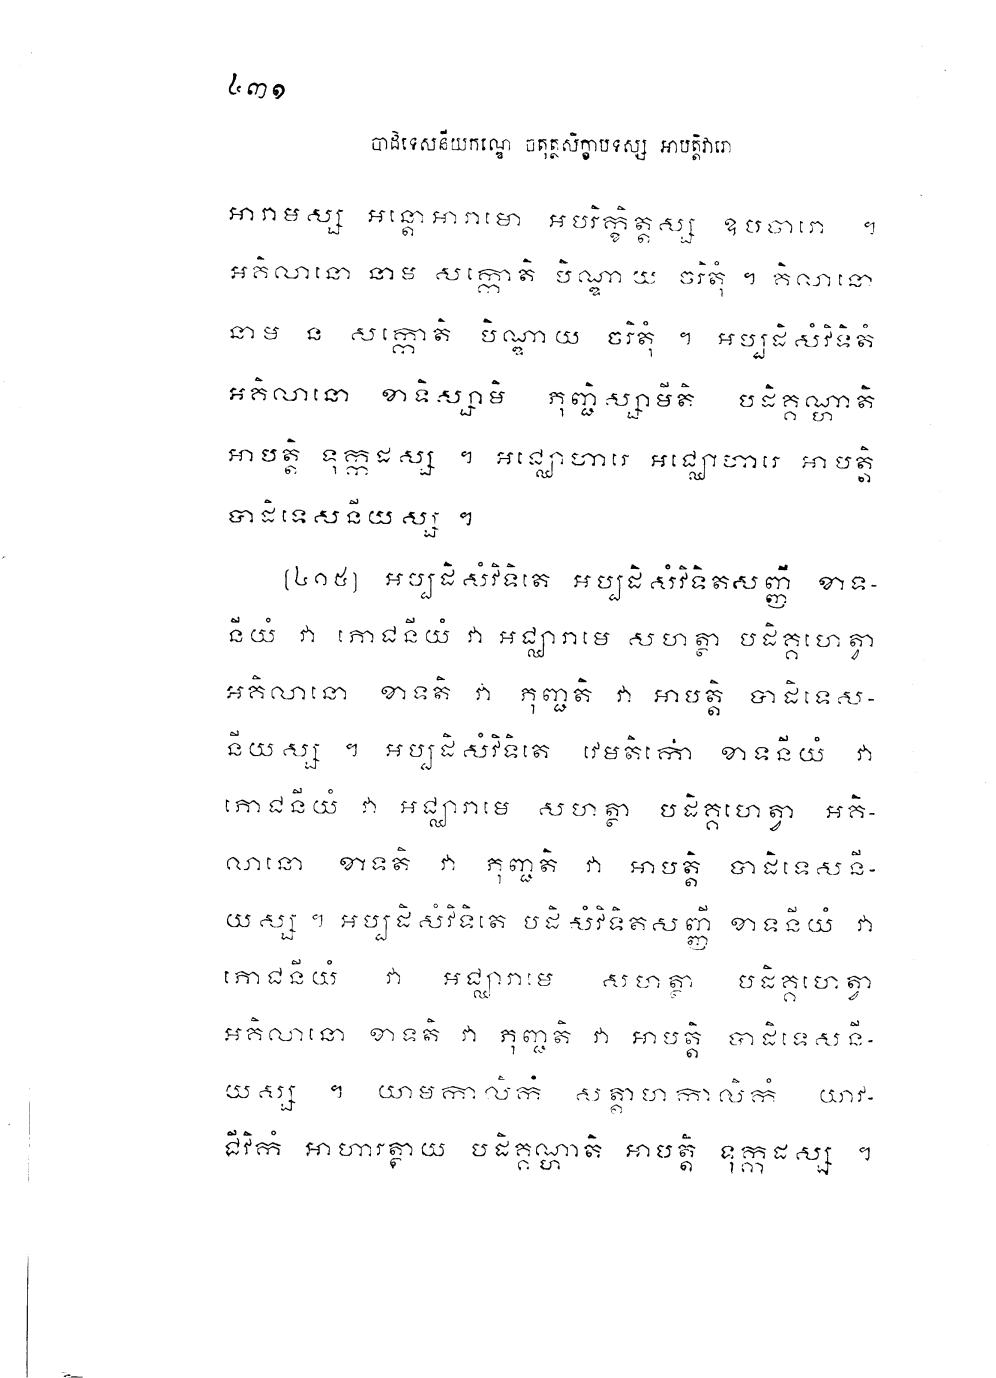 ៤៣១
បាដិទេសនីយកណ្ឌេ ចតុត្ថសិក្ខាបទស្ស អាបត្តិវារោ
អារាមស្ស អន្តោអារាមោ អបរិក្ខិត្តស្ស ឧបចារោ ។
អគិលានោ នាម សក្កោតិ បិណ្ឌាយ ចរិតុំ ។ គិលានោ
នាម ន សក្កោតិ បិណ្ឌាយ ចរិតុំ ។ អប្បដិសំវិទិតំ
អគិលានោ ខាទិស្សាមិ ភុញ្ជិស្សាមីតិ បដិគ្គណ្ហាតិ
អាបត្តិ ទុក្កដស្ស ។ អជ្ឈោហារេ អជ្ឈោហារេ អាបត្តិ
បាដិទេសនីយស្ស ។
[៤១៥] អប្បដិសំវិទិតេ អប្បដិសំវិទិតសញ្ញី ខាទ-
នីយំ វា ភោជនីយំ វា អជ្ឈារាមេ សហត្ថា បដិគ្គហេត្វា
អគិលានោ ខាទតិ វា ភុញ្ជតិ វា អាបត្តិ បាដិទេស-
នីយស្ស ។ អប្បដិសំវិទិតេ វេមតិកោ ខាទនីយំ វា
ភោជនីយំ វា អជ្ឈារាមេ សហត្ថា បដិគ្គហេត្វា អគិ-
លានោ ខាទតិ វា ភុញ្ជតិ វា អាបត្តិ បាដិទេសនី-
យស្ស ។ អប្បដិសំវិទិតេ បដិសំវិទិតសញ្ញី ខាទនីយំ វា
ភោជនីយំ វា អជ្ឈារាមេ សហត្ថា បដិគ្គហេត្វា
អគិលានោ ខាទតិ វា ភុញ្ជតិ វា អាបត្តិ បាដិទេសនី-
យស្ស ។ យាមកាលិកំ សត្តាហកាលិកំ យាវ-
ជីវិកំ អាហារត្ថាយ បដិគ្គណ្ហាតិ អាបត្តិ ទុក្កដស្ស ។